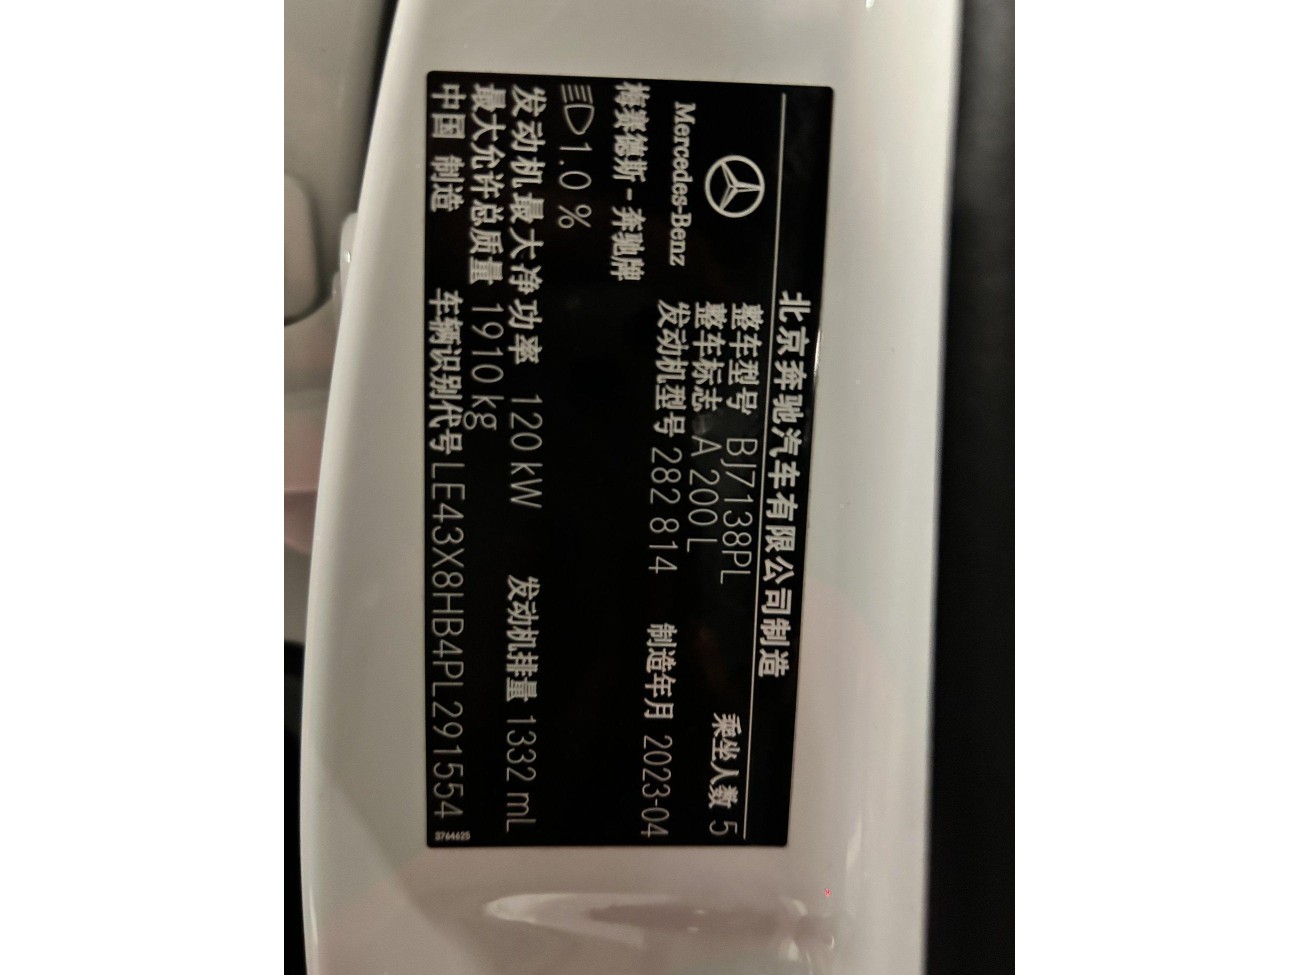 北京奔驰汽车有限公司制造
Mercedes-Benz
整车型号 BJ7138PL 乘坐人数 5
整车标志 A 200 L
发动机型号 282 814 制造年月 2023-04
梅赛德斯-奔驰牌
1.0 %
发动机最大净功率 120 kW 发动机排量 1332 mL
最大允许总质量 1910 kg
中国 制造 车辆识别代号 LE43X8HB4PL291554
3764625